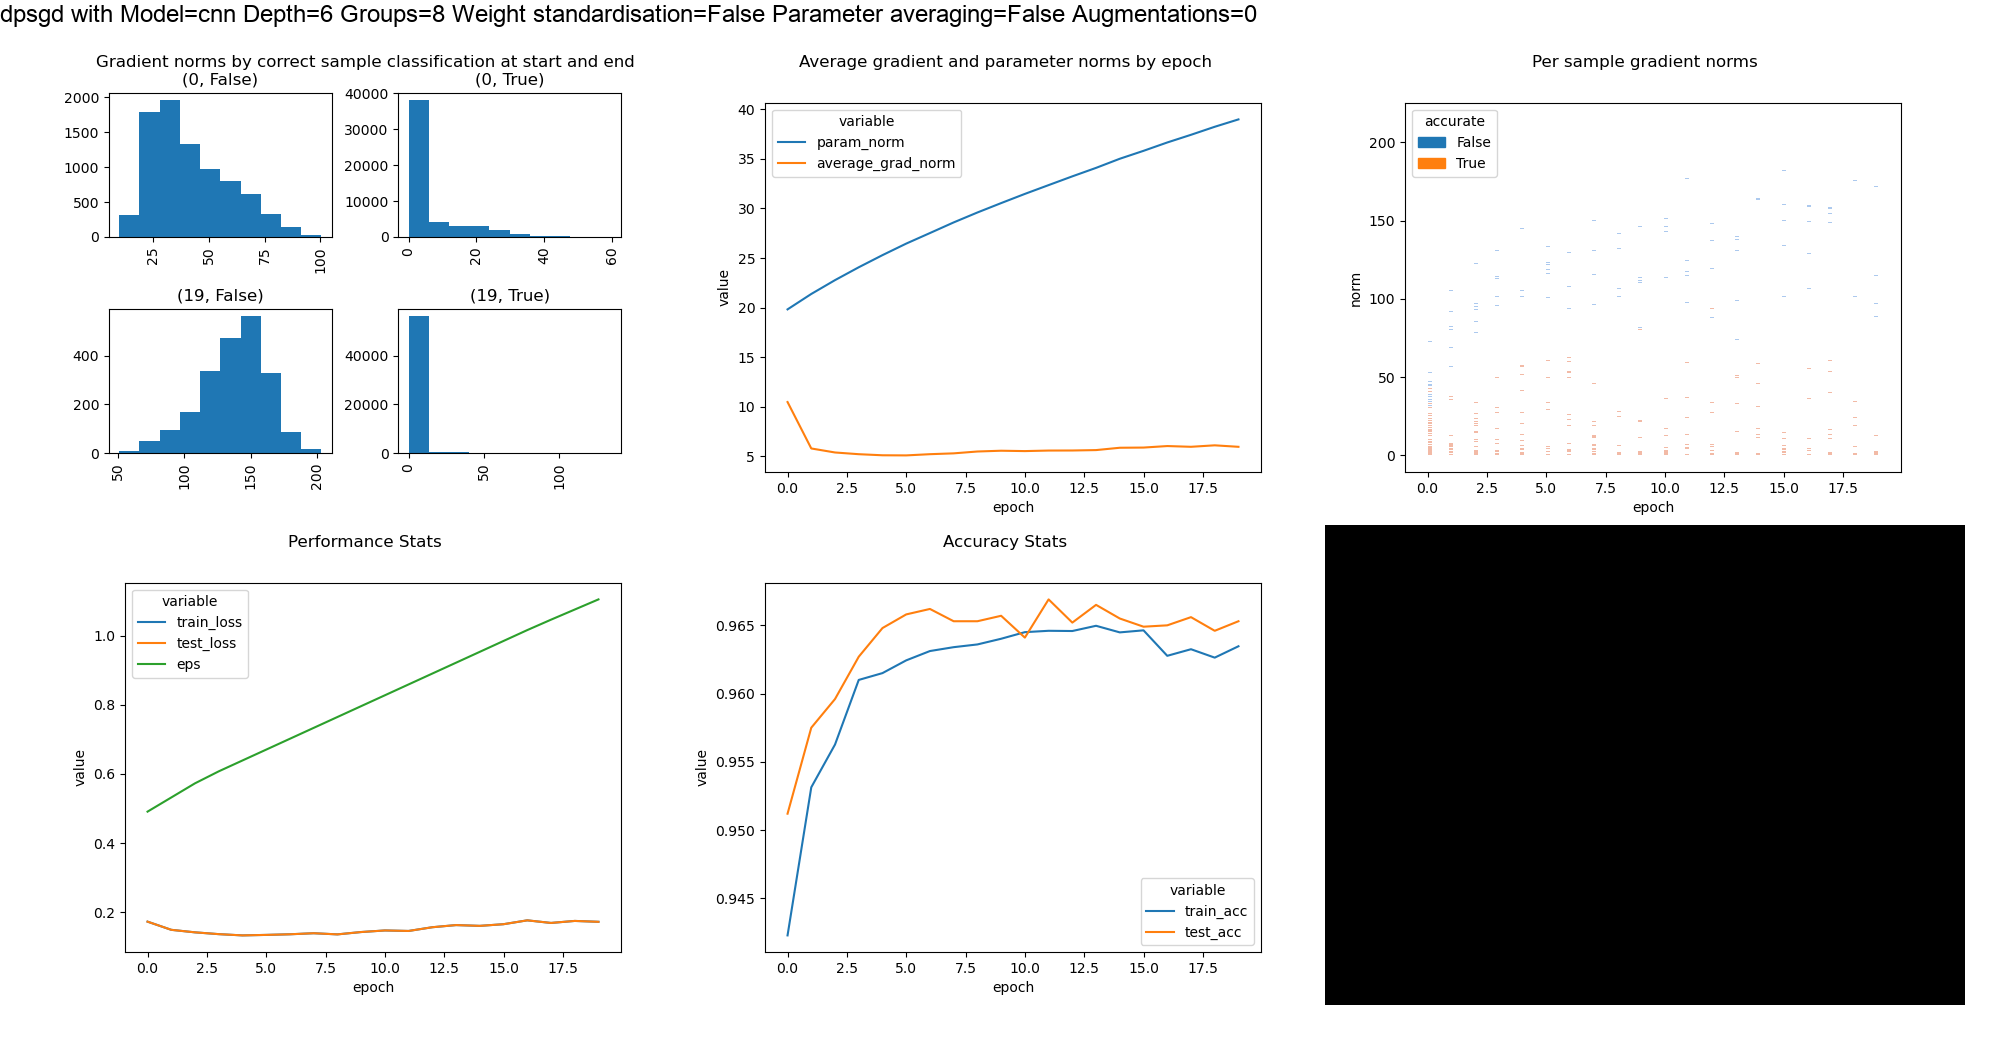 dpsgd with Model=cnn Depth=6 Groups=8 Weight standardisation=False Parameter averaging=False Augmentations=0
Gradient norms by correct sample classification at start and end
(0, False)
(0, True)
2000
1500
1000
500
0
25
50
75
100
40000
30000
20000
10000
0
0
20
40
60
(19, False)
(19, True)
400
200
0
50
100
150
200
40000
20000
0
0
50
100
Average gradient and parameter norms by epoch
variable
param_norm
average_grad_norm
value
40
35
30
25
20
15
10
5
0.0
2.5
5.0
7.5
10.0
12.5
15.0
17.5
epoch
Per sample gradient norms
accurate
False
True
norm
200
150
100
50
0
0.0
2.5
5.0
7.5
10.0
12.5
15.0
17.5
epoch
Performance Stats
variable
train_loss
test_loss
eps
value
1.0
0.8
0.6
0.4
0.2
0.0
2.5
5.0
7.5
10.0
12.5
15.0
17.5
epoch
Accuracy Stats
value
0.965
0.960
0.955
0.950
0.945
variable
train_acc
test_acc
0.0
2.5
5.0
7.5
10.0
12.5
15.0
17.5
epoch